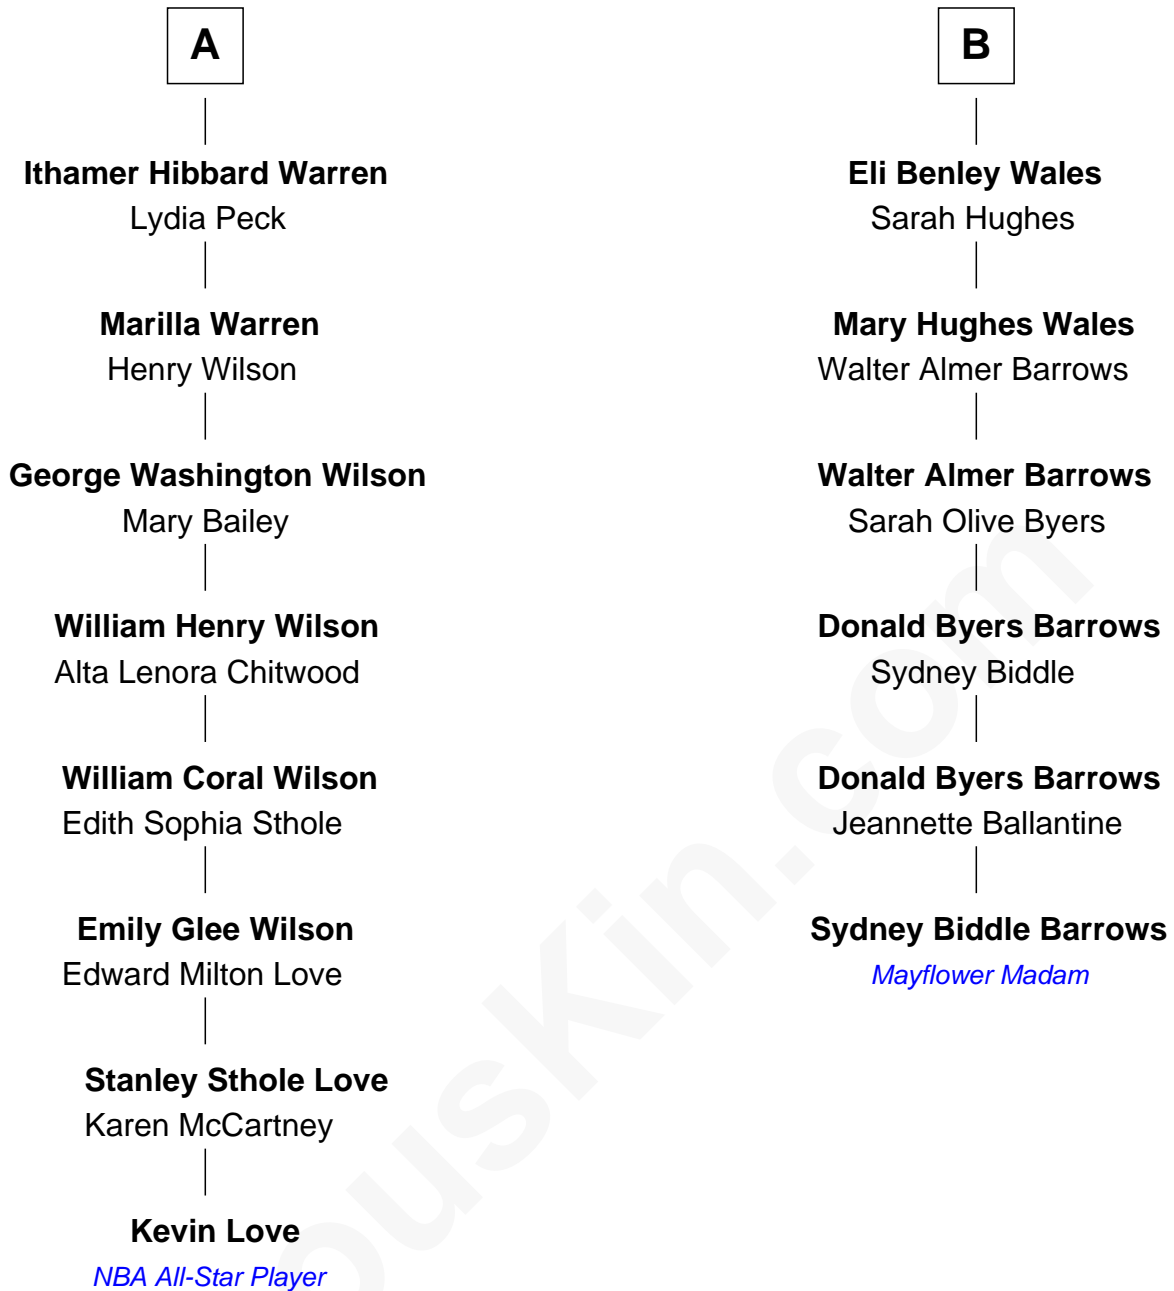 A
Ithamer Hibbard Warren
Lydia Peck
Marilla Warren
Henry Wilson
George Washington Wilson
Mary Bailey
William Henry Wilson
Alta Lenora Chitwood
William Coral Wilson
Edith Sophia Sthole
Emily Glee Wilson
Edward Milton Love
Stanley Sthole Love
Karen McCartney
Kevin Love
NBA All-Star Player
B
Eli Benley Wales
Sarah Hughes
Mary Hughes Wales
Walter Almer Barrows
Walter Almer Barrows
Sarah Olive Byers
Donald Byers Barrows
Sydney Biddle
Donald Byers Barrows
Jeannette Ballantine
Sydney Biddle Barrows
Mayflower Madam
ousKin.com